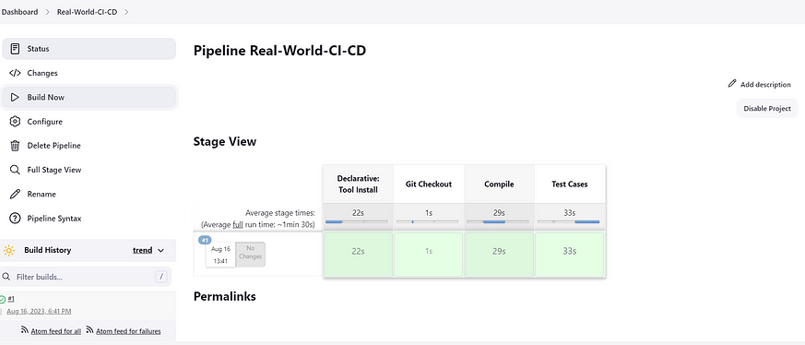 Dashboard > Real-World-CI-CD >
Status
Changes
Build Now
Configure
Delete Pipeline
Full Stage View
Rename
Pipeline Syntax
Build History
trend
Filter builds...
/
#1
Aug 16, 2023, 6:41 PM
Atom feed for all
Atom feed for failures
Pipeline Real-World-CI-CD
Add description
Disable Project
Stage View
Declarative:
Tool Install
Git Checkout
Compile
Test Cases
Average stage times:
(Average full run time: ~1min 30s)
22s
1s
29s
33s
#1
Aug 16
13:41
No
Changes
22s
1s
29s
33s
Permalinks